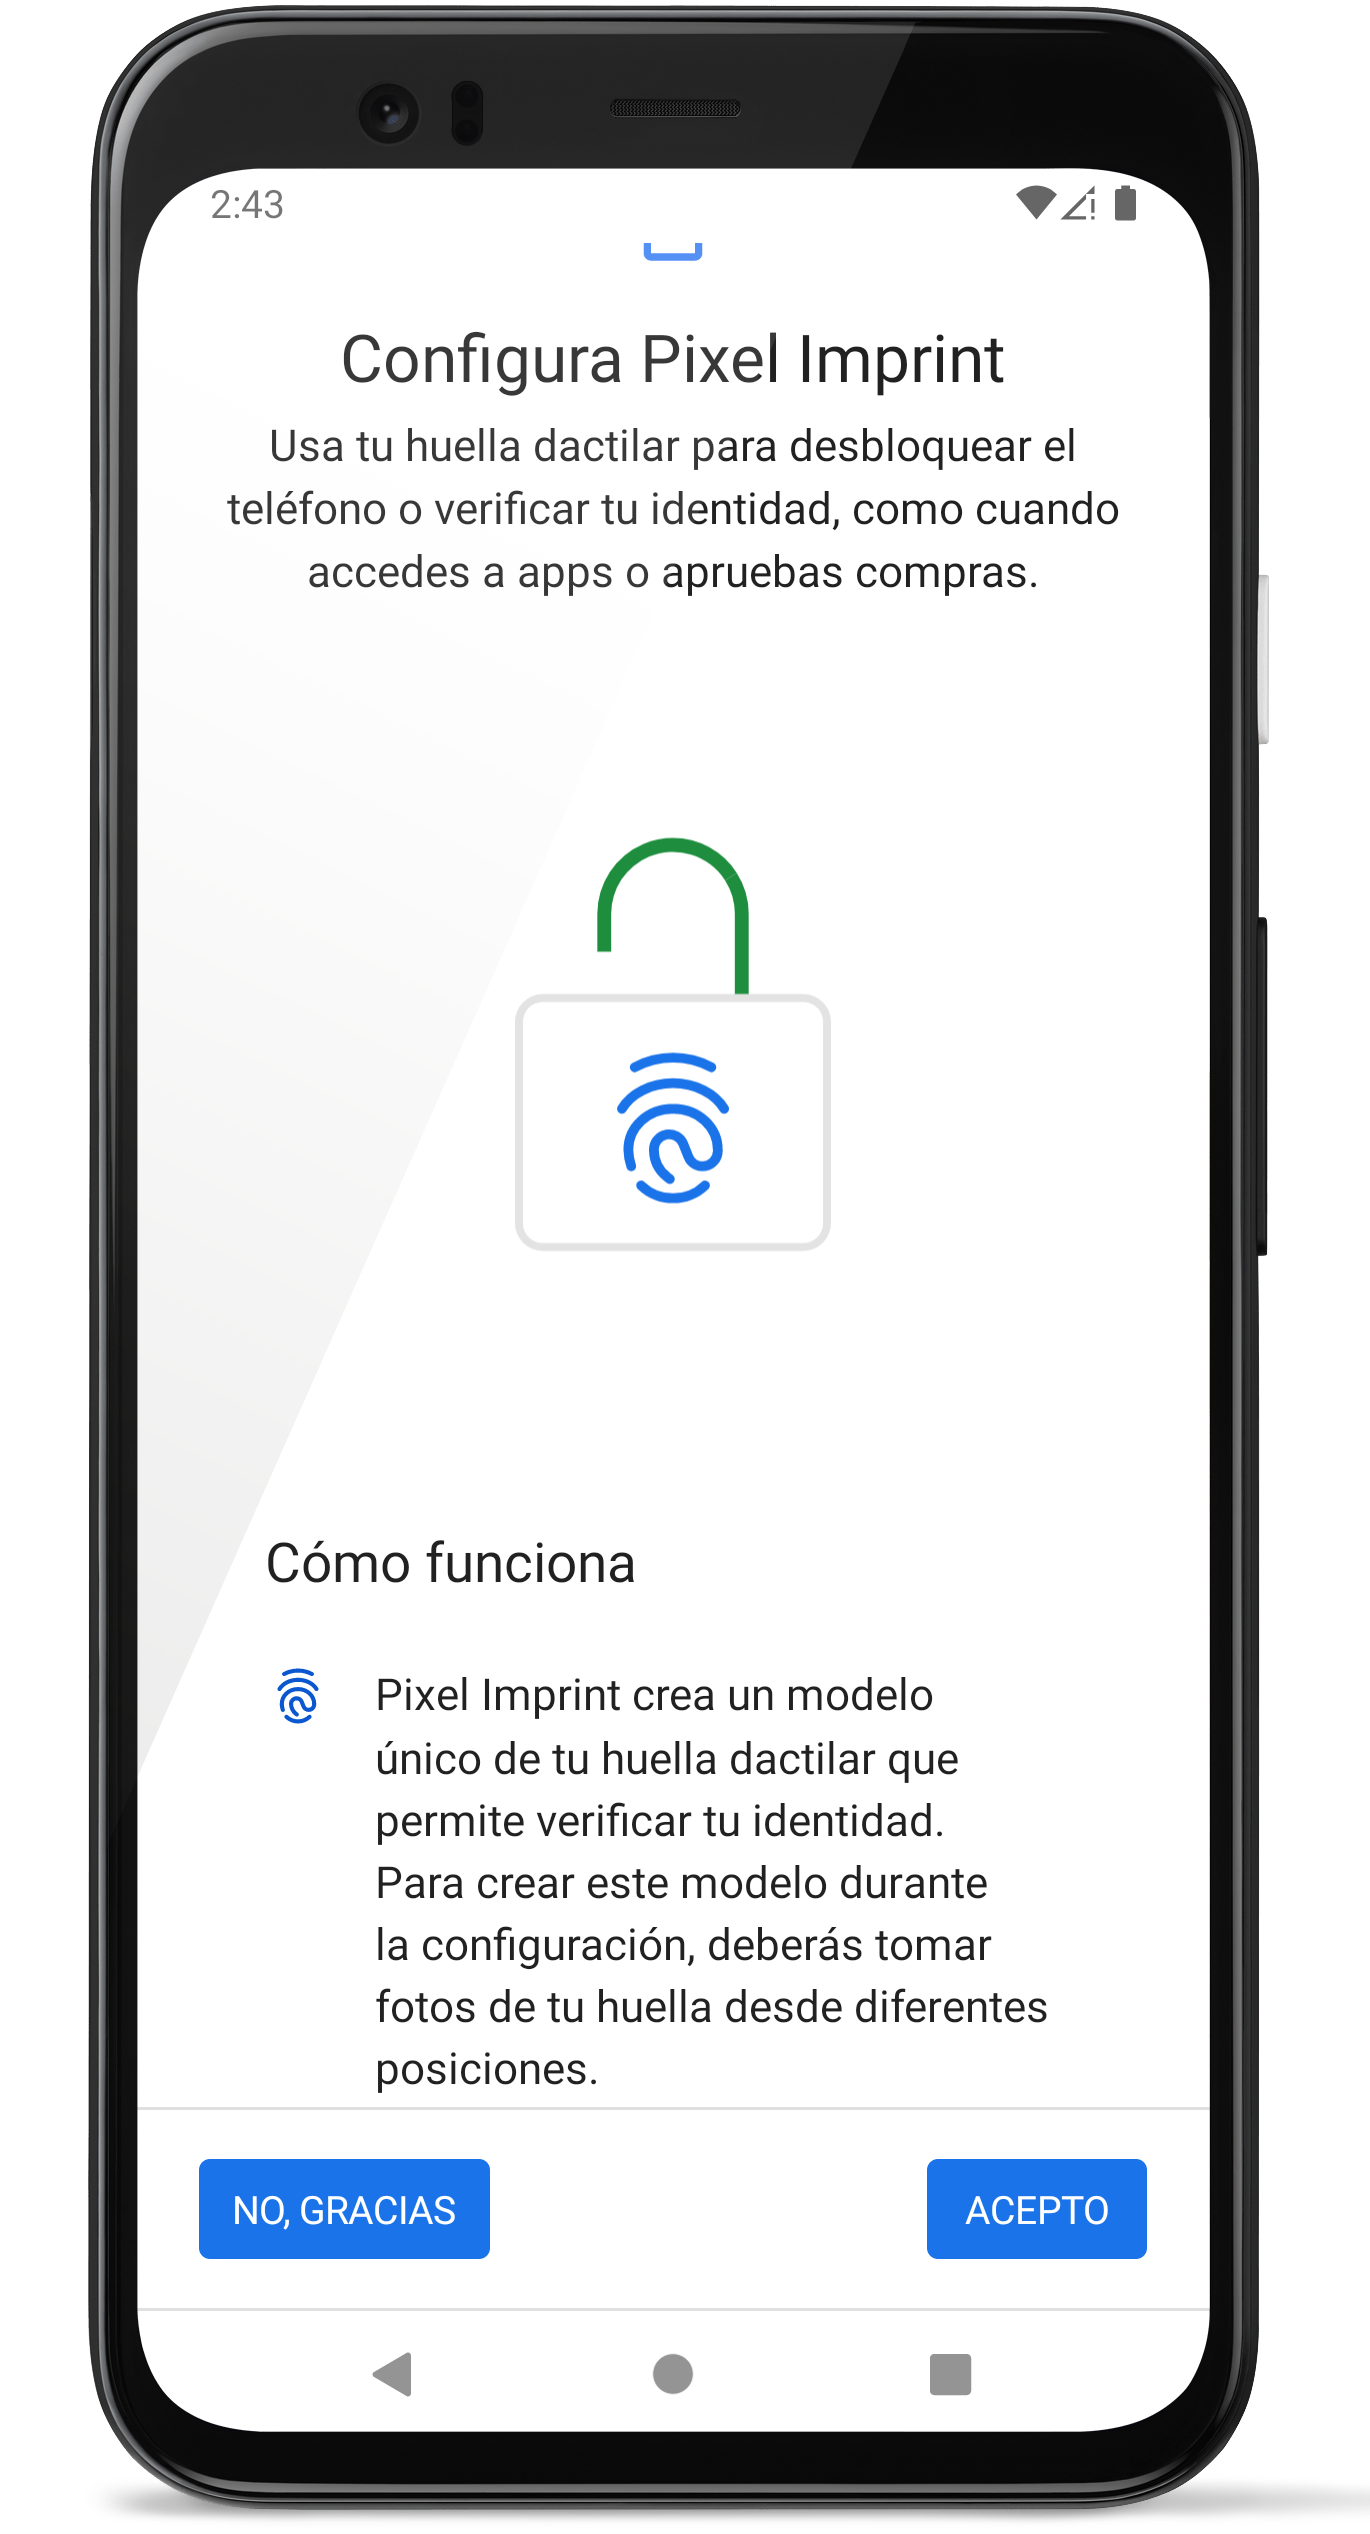 2:43
Configura Pixel Imprint
Usa tu huella dactilar para desbloquear el
teléfono o verificar tu identidad, como cuando
accedes a apps o apruebas compras.
Cómo funciona
Pixel Imprint crea un modelo
único de tu huella dactilar que
permite verificar tu identidad.
Para crear este modelo durante
la configuración, deberás tomar
fotos de tu huella desde diferentes
posiciones.
NO, GRACIAS
ACEPTO